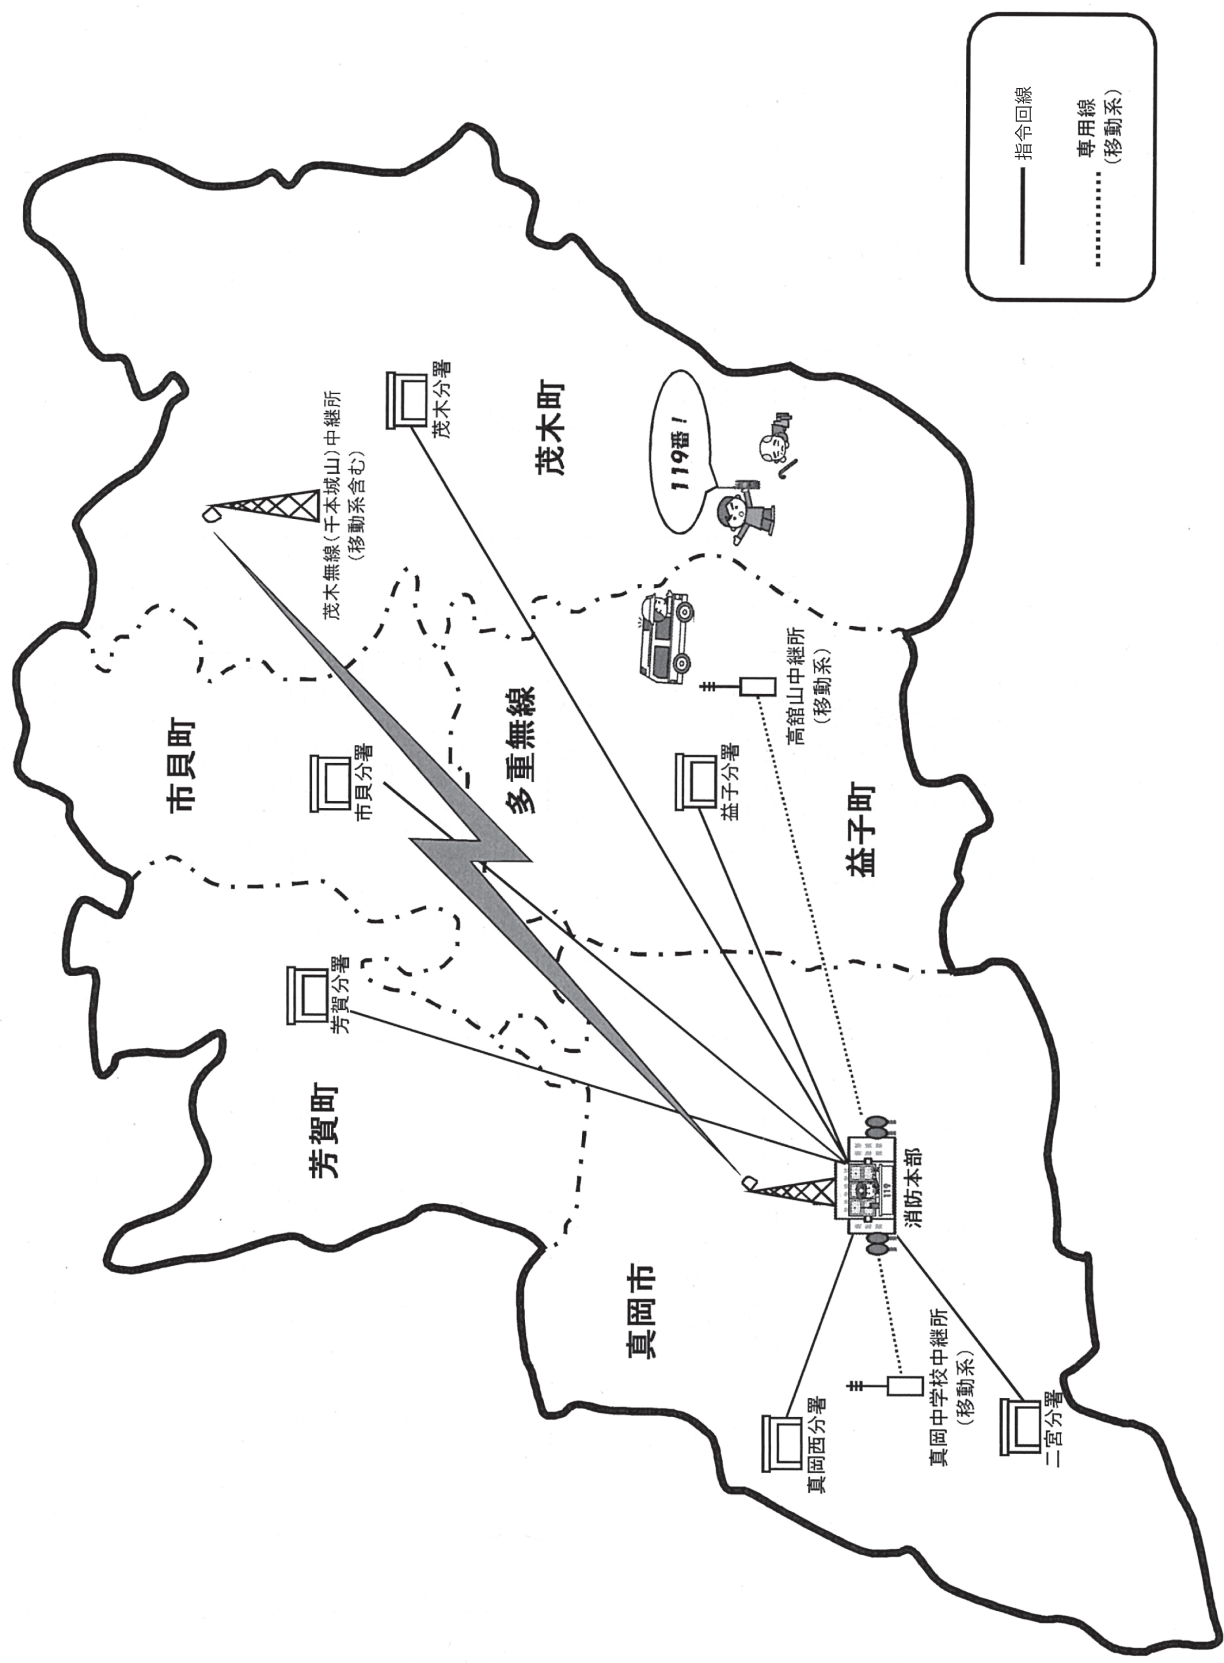 市貝町
芳賀町
茂木町
益子町
真岡市
多重無線
茂木無線(千本城山)中継所
(移動系含む)
茂木分署
市貝分署
芳賀分署
益子分署
高舘山中継所
(移動系)
119番!
119
消防本部
真岡西分署
真岡中学校中継所
(移動系)
二宮分署
指令回線
専用線
(移動系)